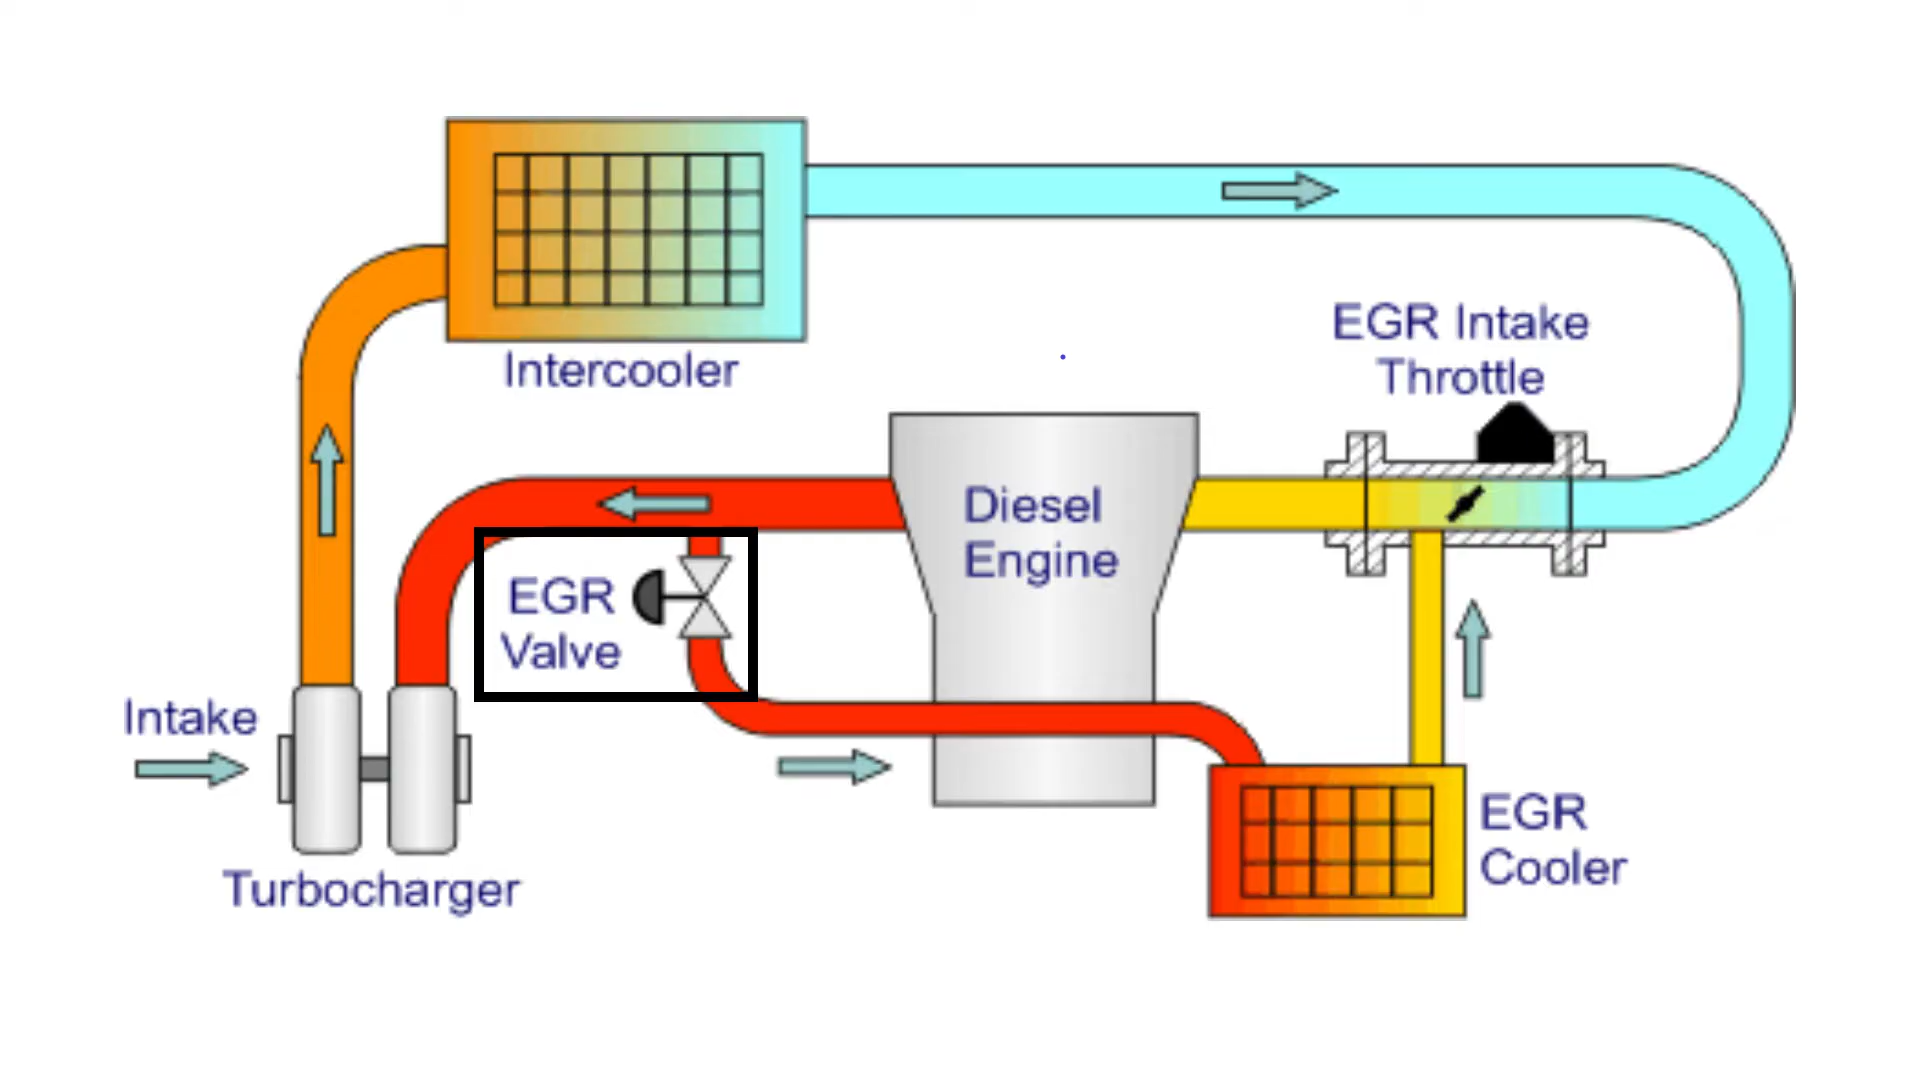 Intercooler
EGR Intake
Throttle
Diesel
Engine
EGR
Valve
Intake
Turbocharger
EGR
Cooler